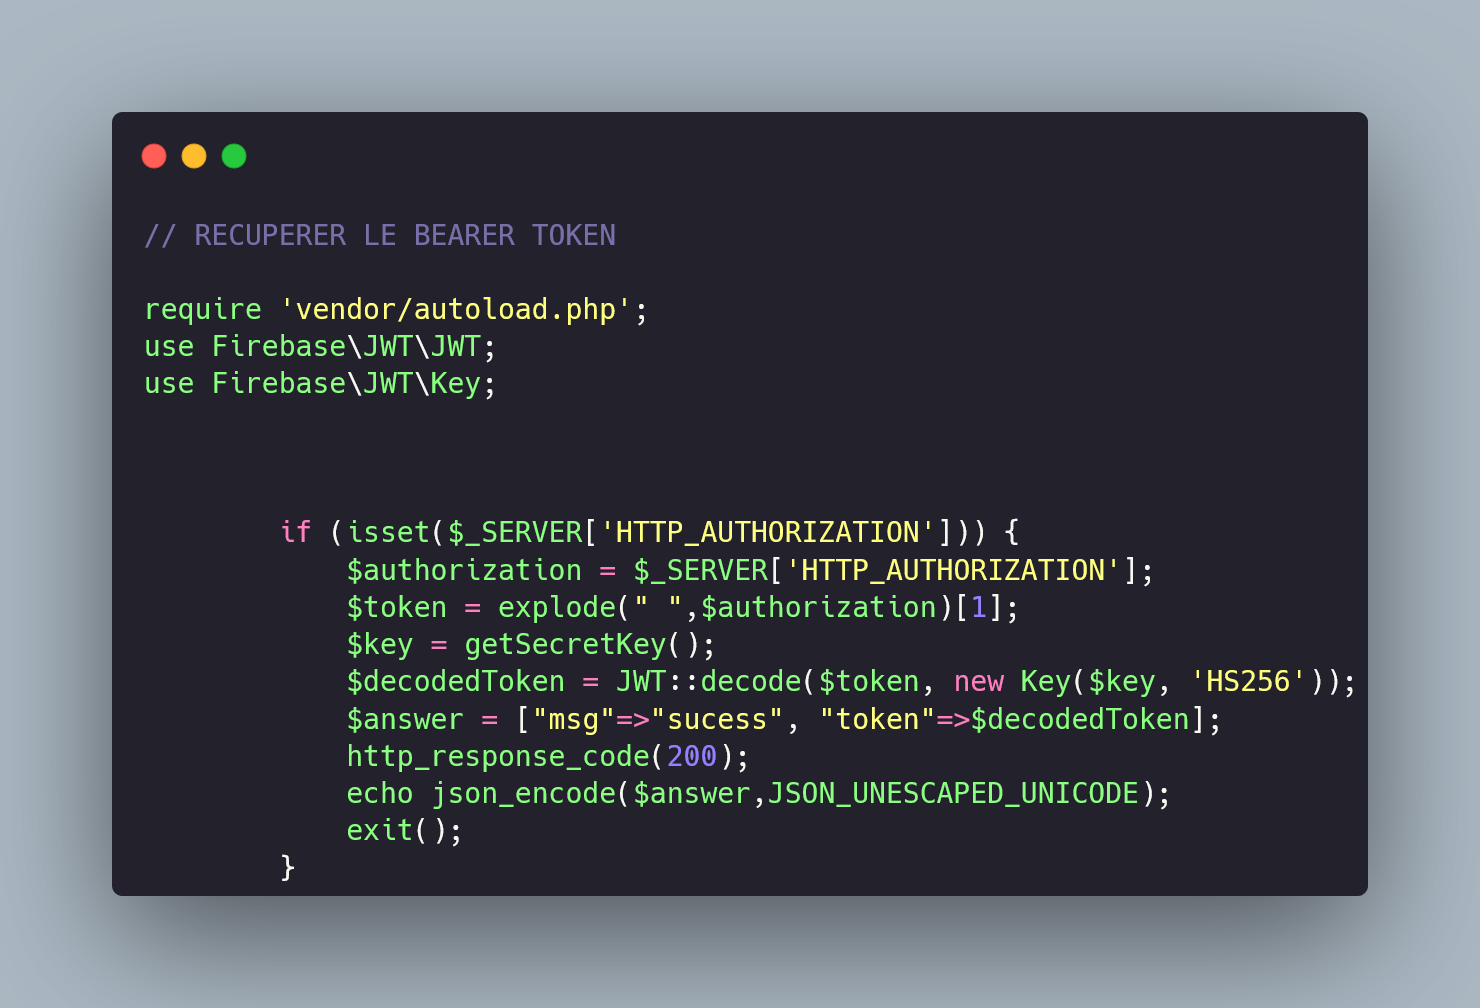 // RECUPERER LE BEARER TOKEN
require 'vendor/autoload.php';
use Firebase\JWT\JWT;
use Firebase\JWT\Key;
if (isset($_SERVER['HTTP_AUTHORIZATION'])) {
$authorization = $_SERVER['HTTP_AUTHORIZATION'];
$token = explode(" ",$authorization)[1];
$key = getSecretKey();
$decodedToken = JWT::decode($token, new Key($key, 'HS256'));
$answer = ["msg"=>"sucess", "token"=>$decodedToken];
http_response_code(200);
echo json_encode($answer,JSON_UNESCAPED_UNICODE);
exit();
}